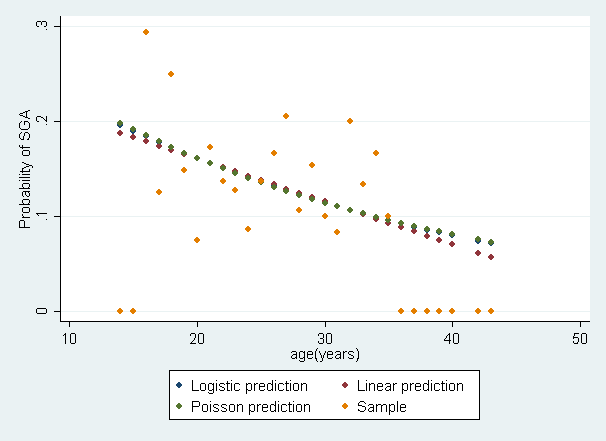 .3
.2
.1
0
Probability of SGA
10 20 30 40 50
age(years)
Logistic prediction Linear prediction
Poisson prediction Sample